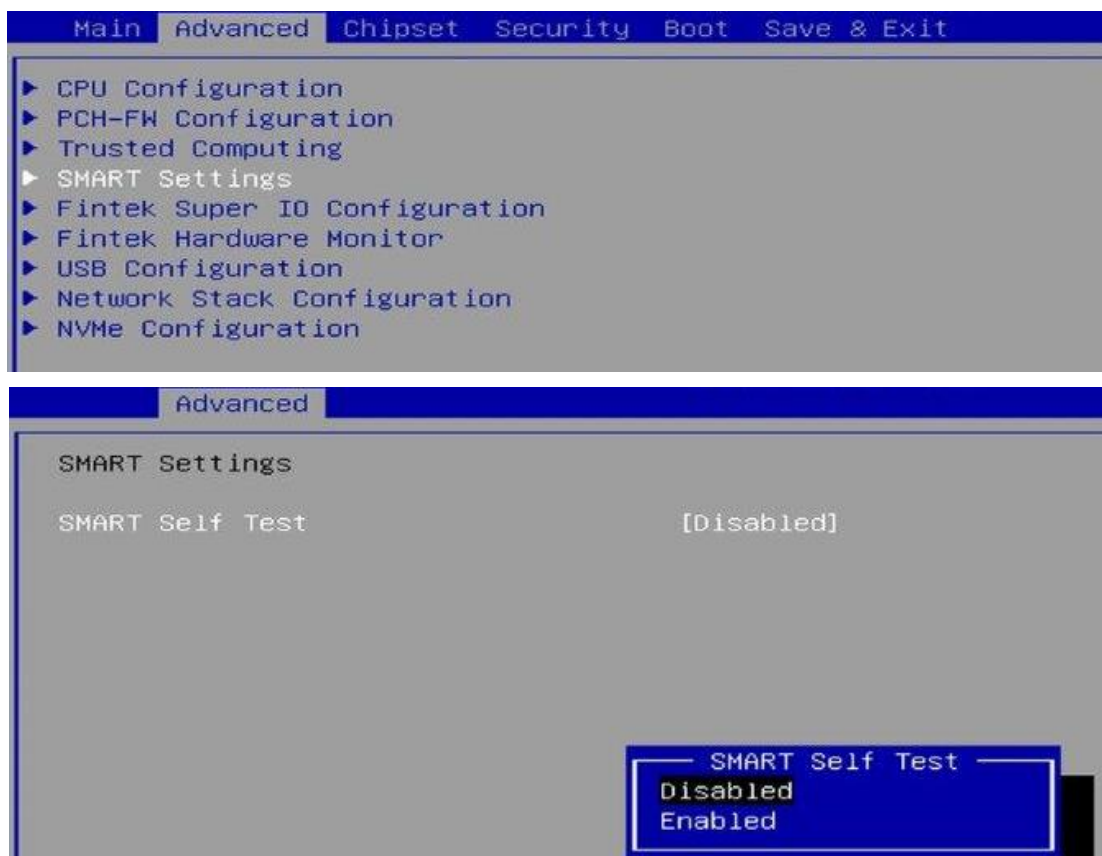 Main Advanced Chipset Security Boot Save & Exit
CPU Configuration
PCH-FW Configuration
Trusted Computing
SMART Settings
Fintek Super IO Configuration
Fintek Hardware Monitor
USB Configuration
Network Stack Configuration
NVMe Configuration
Advanced
SMART Settings
SMART Self Test [Disabled]
SMART Self Test
Disabled
Enabled